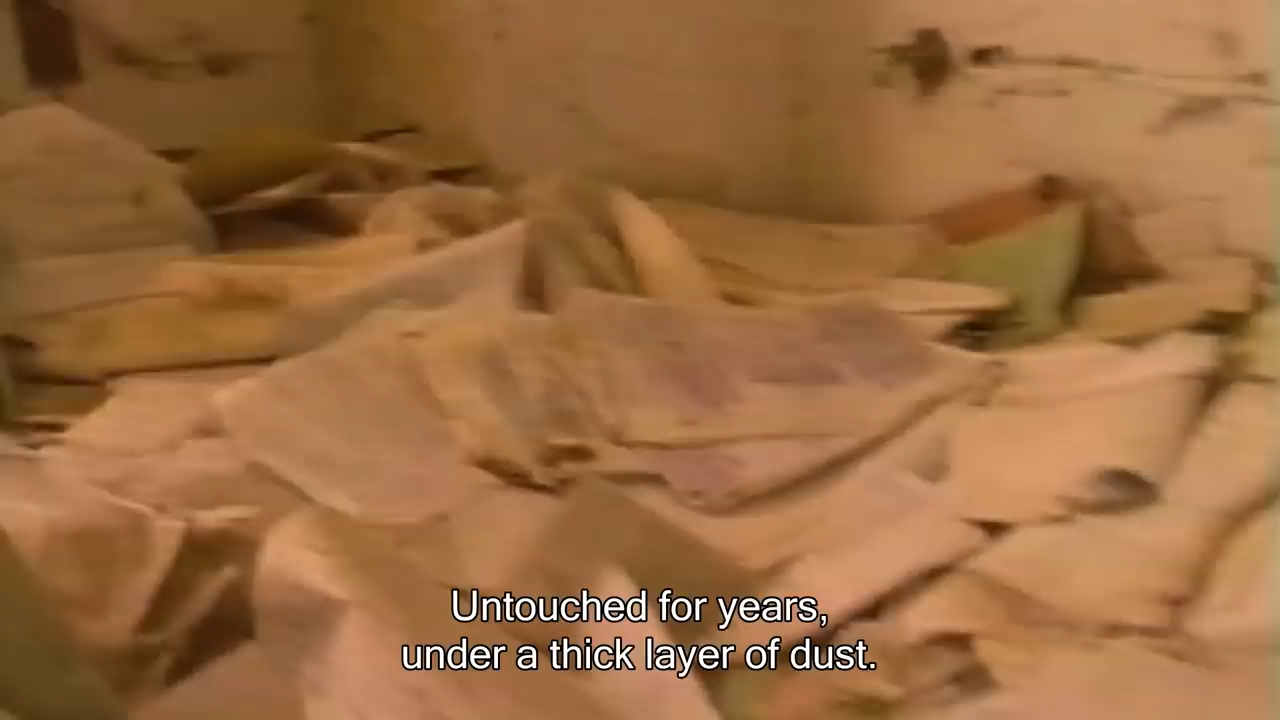 Untouched for years,
under a thick layer of dust.